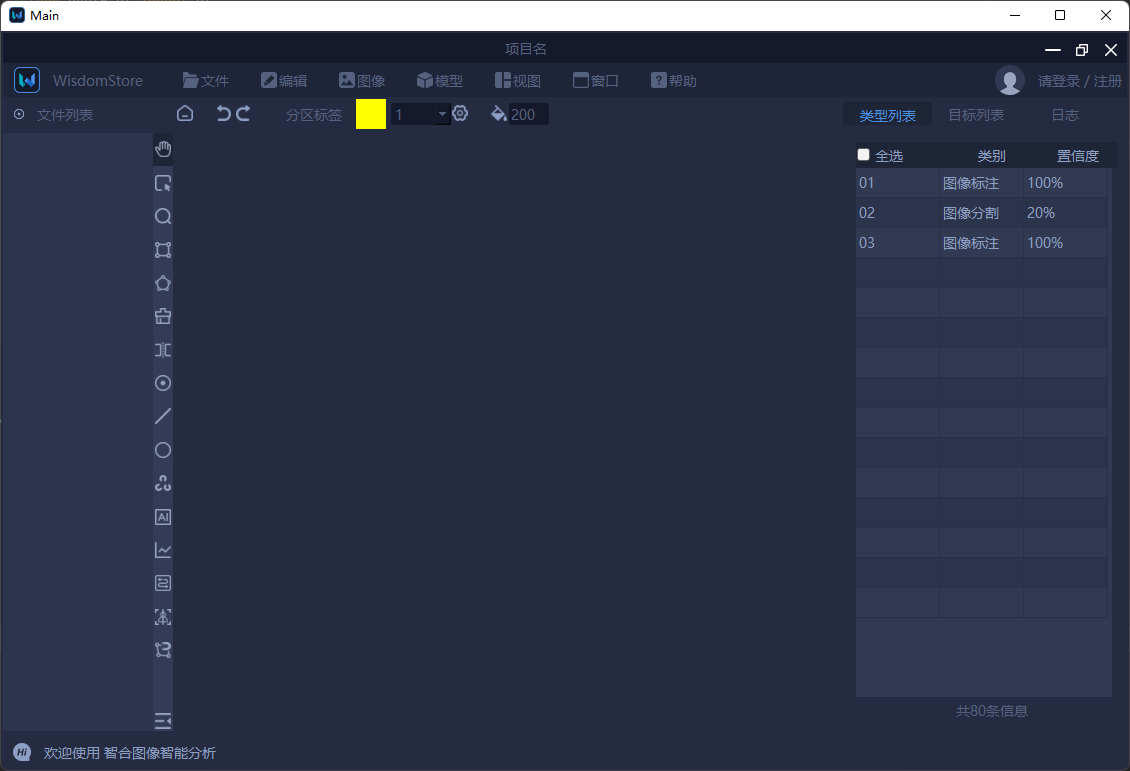 Main
项目名
WisdomStore 文件 编辑 图像 模型 视图 窗口 ? 帮助 请登录 / 注册
文件列表 分区标签 1 200 类型列表 目标列表 日志
全选 类别 置信度
01 图像标注 100%
02 图像分割 20%
03 图像标注 100%
AI
共80条信息
Hi 欢迎使用 智合图像智能分析